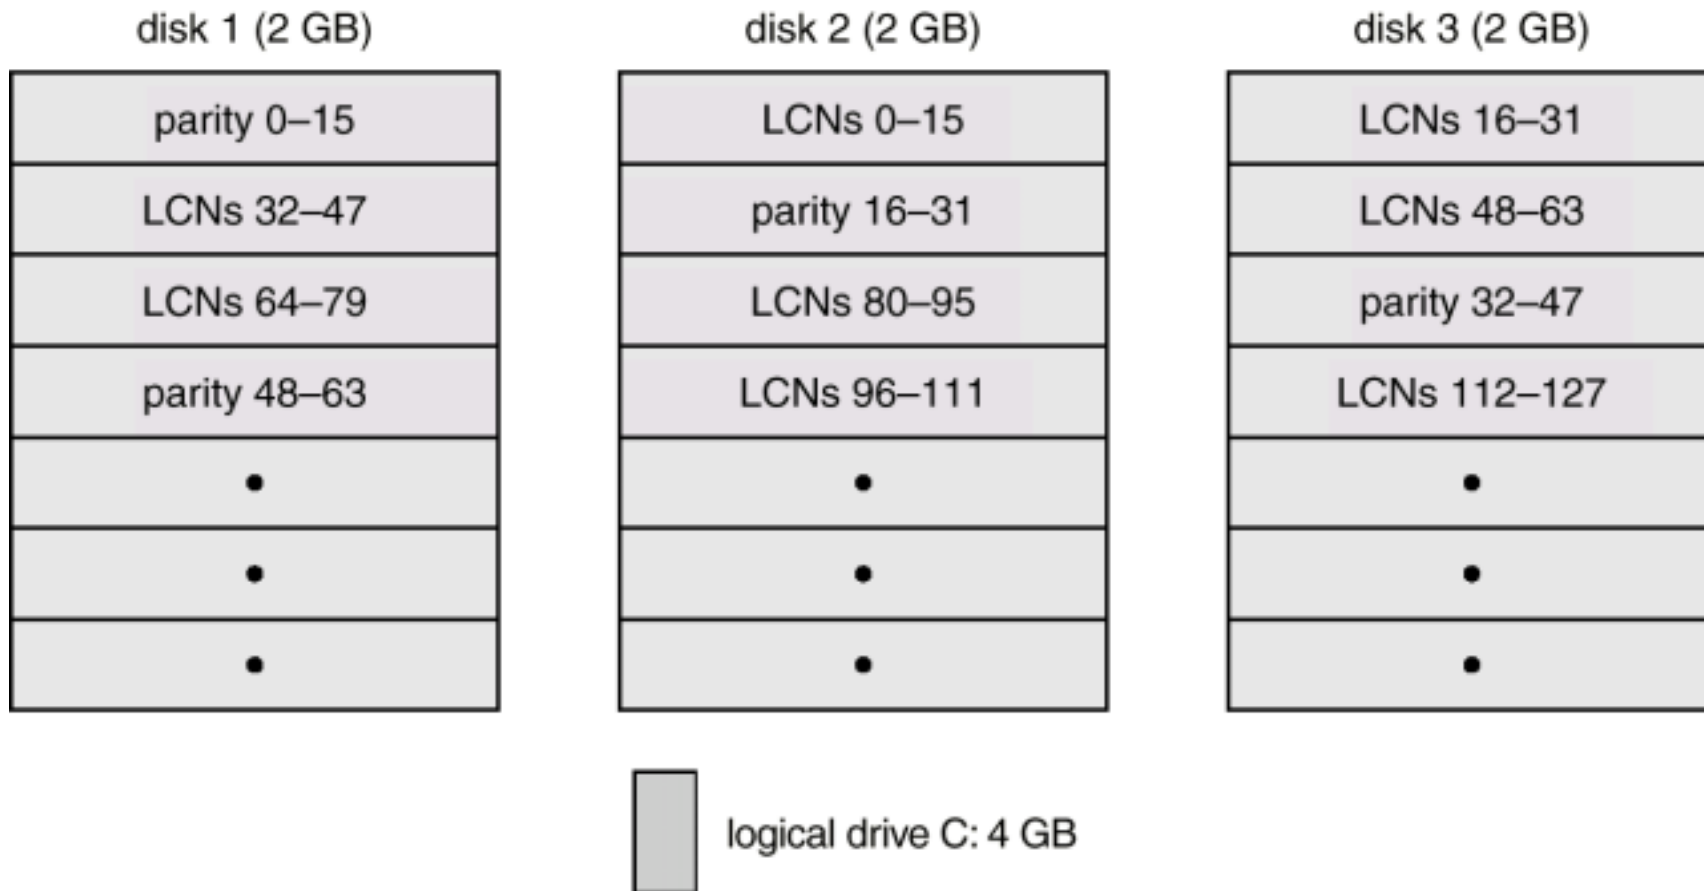 disk 1 (2 GB)
disk 2 (2 GB)
disk 3 (2 GB)
parity 0–15
LCNs 0–15
LCNs 16–31
LCNs 32–47
parity 16–31
LCNs 48–63
LCNs 64–79
LCNs 80–95
parity 32–47
parity 48–63
LCNs 96–111
LCNs 112–127
logical drive C: 4 GB